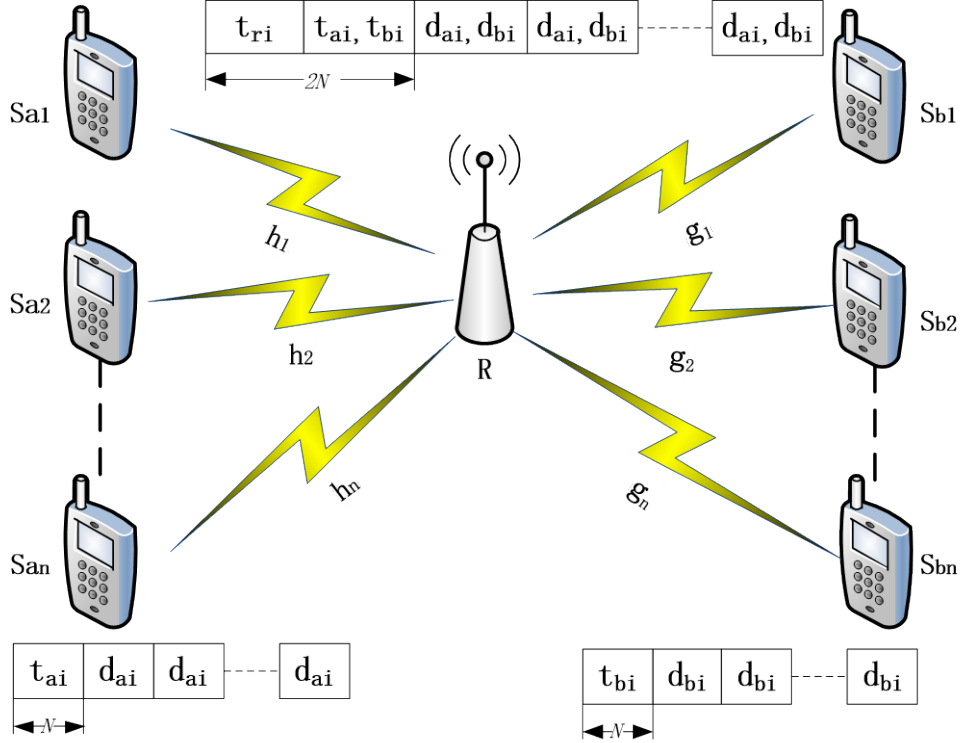 t_ri t_ai, t_bi d_ai, d_bi d_ai, d_bi d_ai, d_bi
2N
Sa1 Sb1
h1 g1
Sa2 Sb2
h2 R g2
hn gn
San Sbn
t_ai d_ai d_ai d_ai
N
t_bi d_bi d_bi d_bi
N